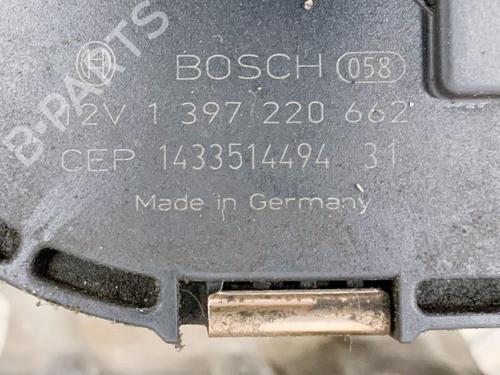 BOSCH 058
12V 1 397 220 662
CEP 1433514494 31
Made in Germany
B-PARTS